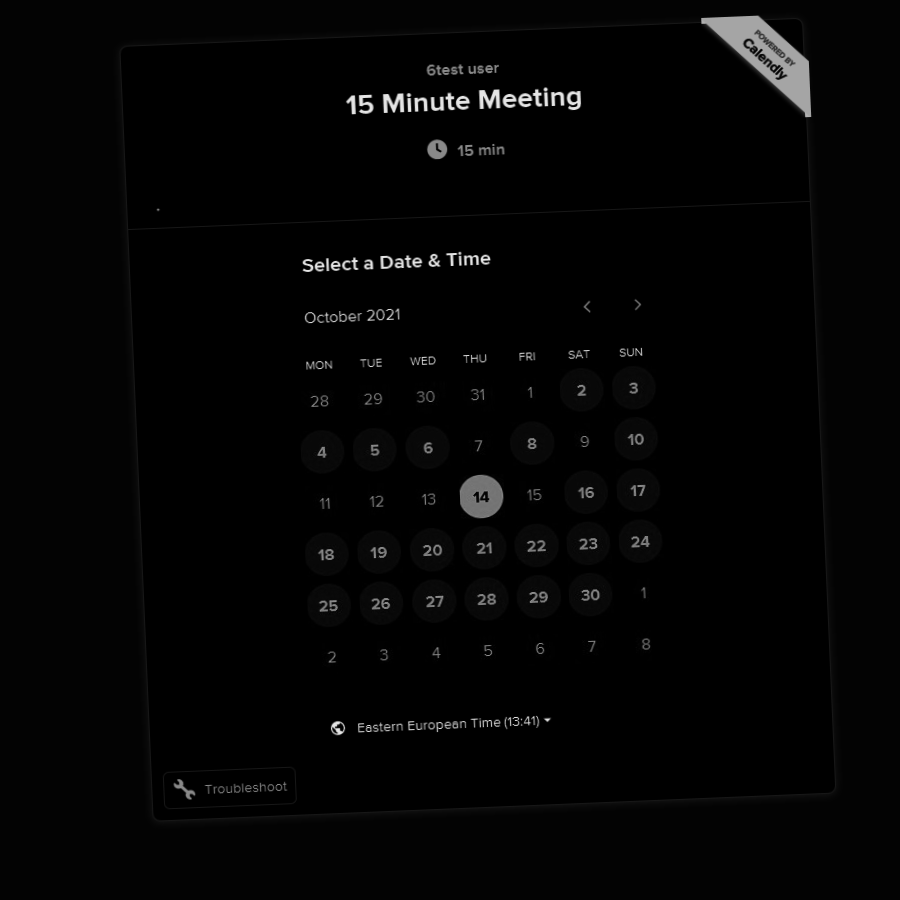 POWERED BY
Calendly
6test user
15 Minute Meeting
15 min
Select a Date & Time
October 2021
MON TUE WED THU FRI SAT SUN
28 29 30 31 1 2 3
4 5 6 7 8 9 10
11 12 13 14 15 16 17
18 19 20 21 22 23 24
25 26 27 28 29 30 1
2 3 4 5 6 7 8
Eastern European Time (13:41)
Troubleshoot